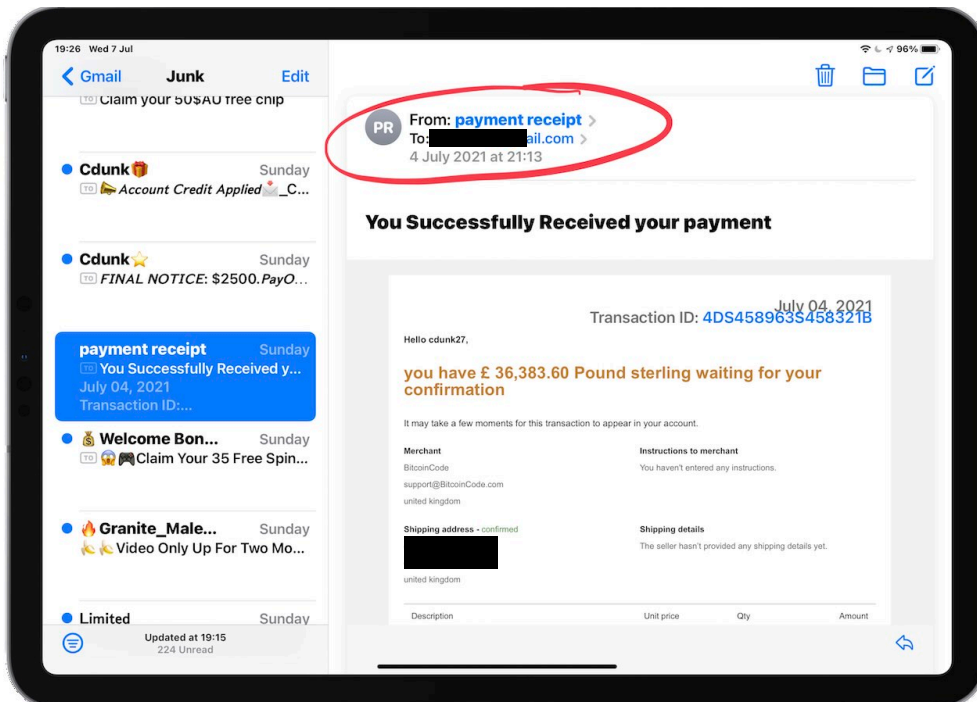 19:26 Wed 7 Jul
96%
Gmail
Junk
Edit
TO Claim your 50$AU free chip
Cdunk🎁 Sunday
TO 📣Account Credit Applied📩_C...
Cdunk⭐ Sunday
TO FINAL NOTICE: $2500.PayO...
payment receipt Sunday
TO You Successfully Received y...
July 04, 2021
Transaction ID:...
💰 Welcome Bon... Sunday
TO 😱🎮Claim Your 35 Free Spin...
🔥 Granite_Male... Sunday
🍌🍌Video Only Up For Two Mo...
Limited Sunday
Updated at 19:15
224 Unread
PR
From: payment receipt
To: ail.com
4 July 2021 at 21:13
You Successfully Received your payment
July 04, 2021
Transaction ID: 4DS458963S458321B
Hello cdunk27,
you have £ 36,383.60 Pound sterling waiting for your
confirmation
It may take a few moments for this transaction to appear in your account.
Merchant
BitcoinCode
support@BitcoinCode.com
united kingdom
Instructions to merchant
You haven't entered any instructions.
Shipping address - confirmed
united kingdom
Shipping details
The seller hasn't provided any shipping details yet.
Description Unit price Qty Amount